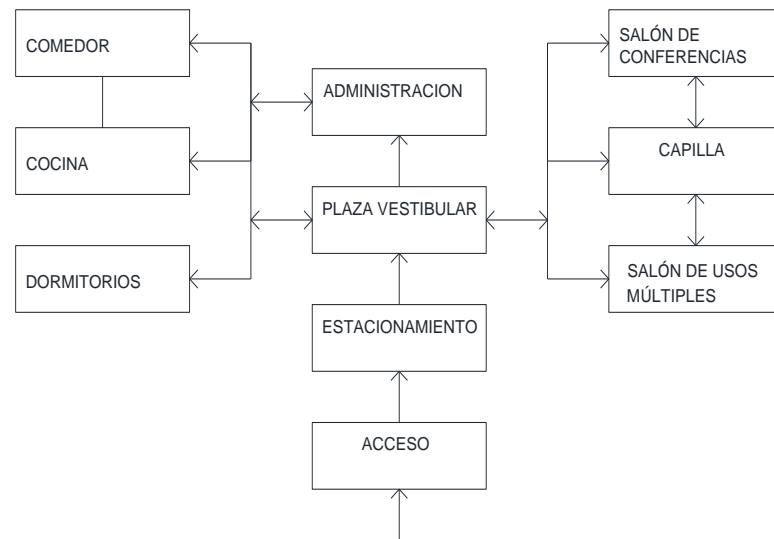 COMEDOR
SALÓN DE
CONFERENCIAS
ADMINISTRACION
COCINA
CAPILLA
PLAZA VESTIBULAR
DORMITORIOS
SALÓN DE USOS
MÚLTIPLES
ESTACIONAMIENTO
ACCESO